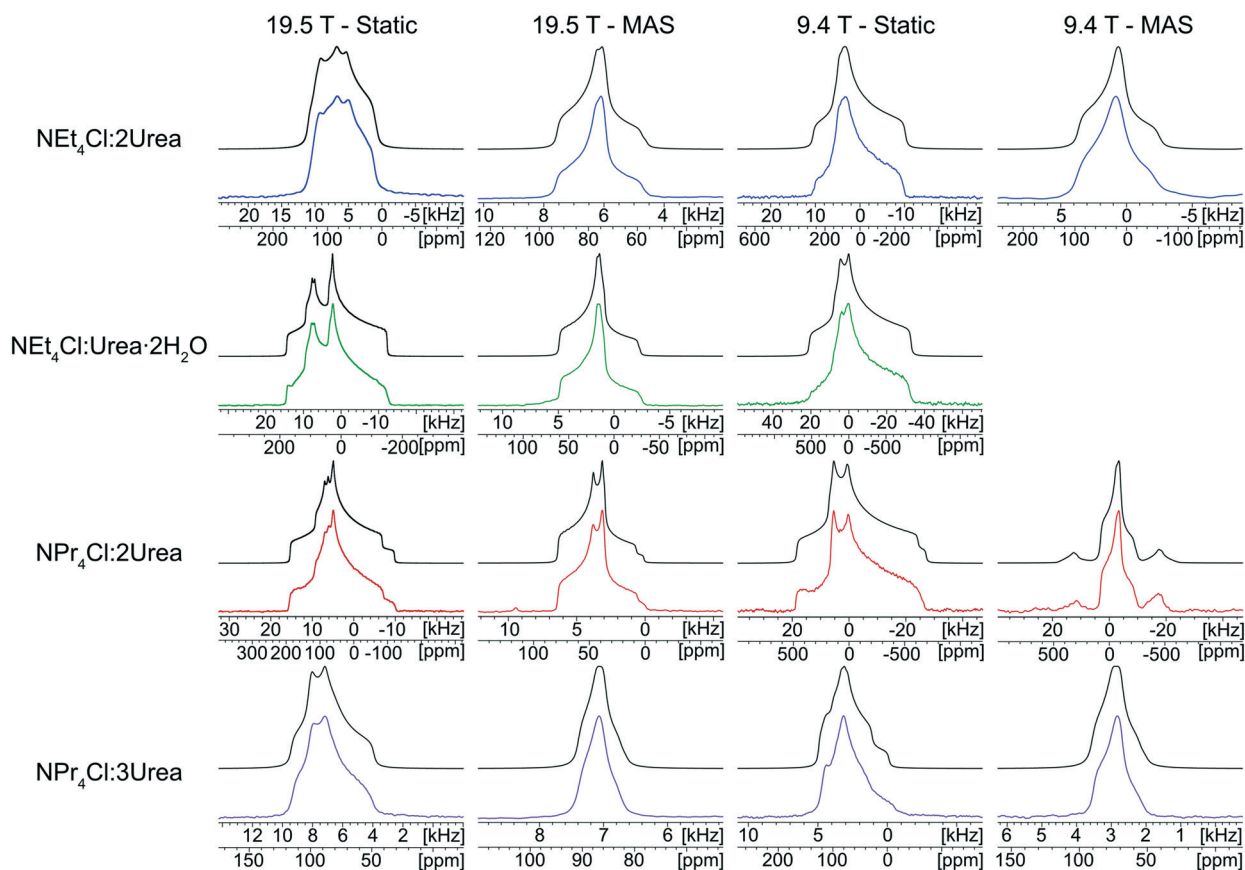 19.5 T - Static 19.5 T - MAS 9.4 T - Static 9.4 T - MAS
NEt₄Cl:2Urea
20 15 10 5 0 -5 [kHz] 10 8 6 4 [kHz] 20 10 0 -10 [kHz] 5 0 -5 [kHz]
200 100 0 [ppm] 120 100 80 60 [ppm] 600 200 0 -200 [ppm] 200 100 0 -100 [ppm]
NEt₄Cl:Urea·2H₂O
20 10 0 -10 [kHz] 10 5 0 -5 [kHz] 40 20 0 -20 -40 [kHz]
200 0 -200 [ppm] 100 50 0 -50 [ppm] 500 0 -500 [ppm]
NPr₄Cl:2Urea
30 20 10 0 -10 [kHz] 10 5 0 [kHz] 20 0 -20 [kHz] 20 0 -20 [kHz]
300 200 100 0 -100 [ppm] 100 50 0 [ppm] 500 0 -500 [ppm] 500 0 -500 [ppm]
NPr₄Cl:3Urea
12 10 8 6 4 2 [kHz] 8 7 6 [kHz] 10 5 0 [kHz] 6 5 4 3 2 1 [kHz]
150 100 50 [ppm] 100 90 80 [ppm] 200 100 0 [ppm] 150 100 50 [ppm]